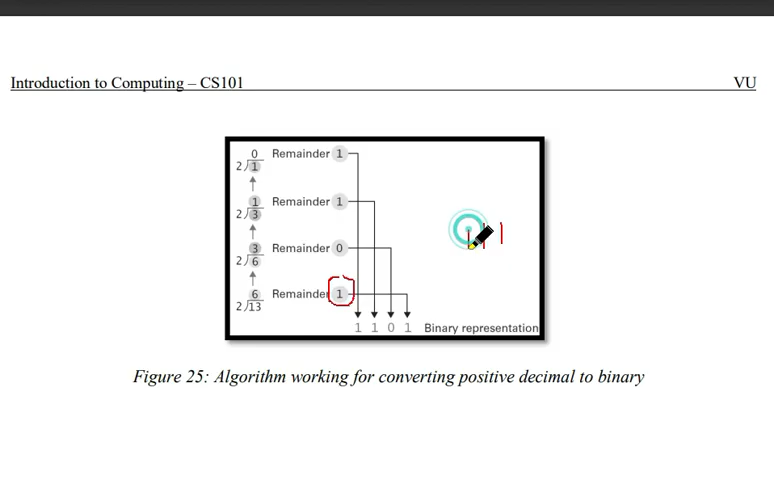 Introduction to Computing – CS101 VU
0 Remainder 1
2 1
1 Remainder 1
2 3
3 Remainder 0
2 6
6 Remainder 1
2 13
1 1 0 1 Binary representation
Figure 25: Algorithm working for converting positive decimal to binary